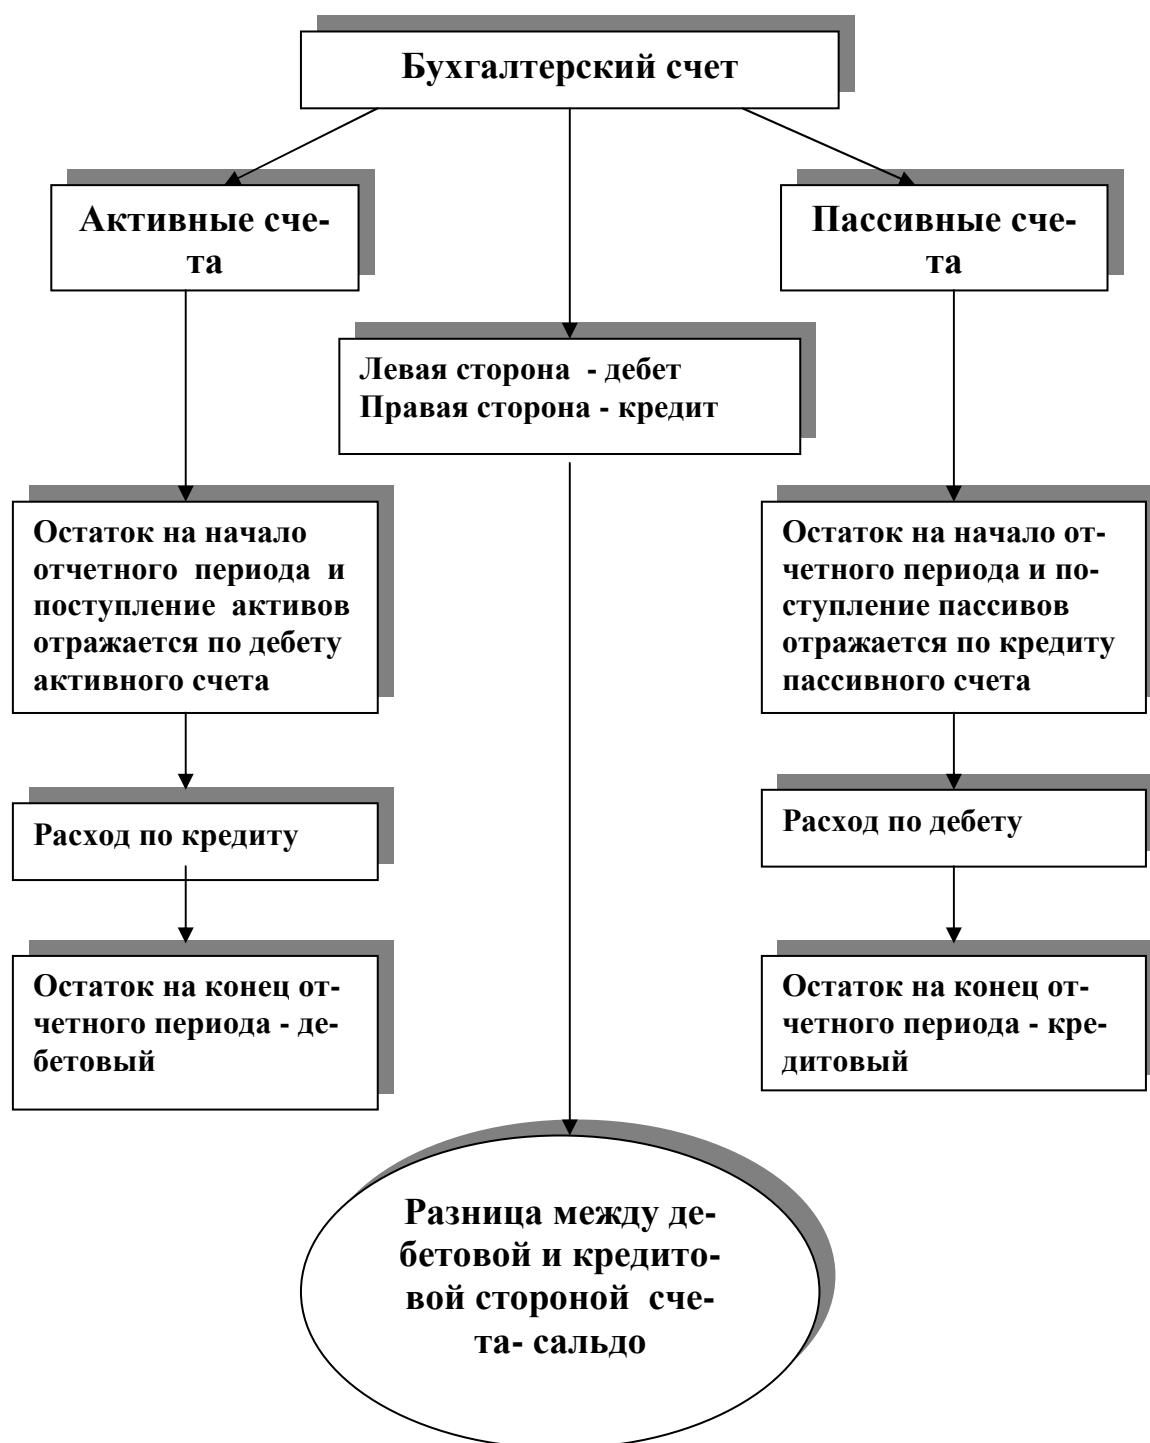 Бухгалтерский счет
Активные сче-
та
Пассивные сче-
та
Левая сторона - дебет
Правая сторона - кредит
Остаток на начало
отчетного периода и
поступление активов
отражается по дебету
активного счета
Остаток на начало от-
четного периода и по-
ступление пассивов
отражается по кредиту
пассивного счета
Расход по кредиту
Расход по дебету
Остаток на конец от-
четного периода - де-
бетовый
Остаток на конец от-
четного периода - кре-
дитовый
Разница между де-
бетовой и кредито-
вой стороной сче-
та- сальдо